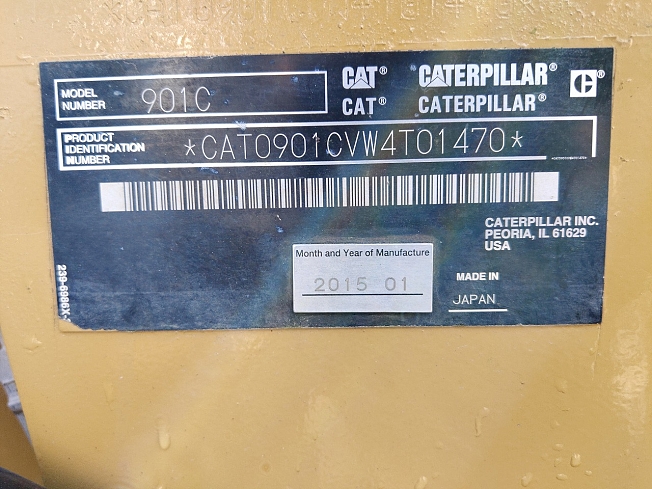 MODEL NUMBER 901C
CAT® CATERPILLAR® C®
CAT® CATERPILLAR®
PRODUCT IDENTIFICATION NUMBER *CAT0901CVW4T01470*
CATERPILLAR INC.
PEORIA, IL 61629
USA
Month and Year of Manufacture
2015 01
MADE IN
JAPAN